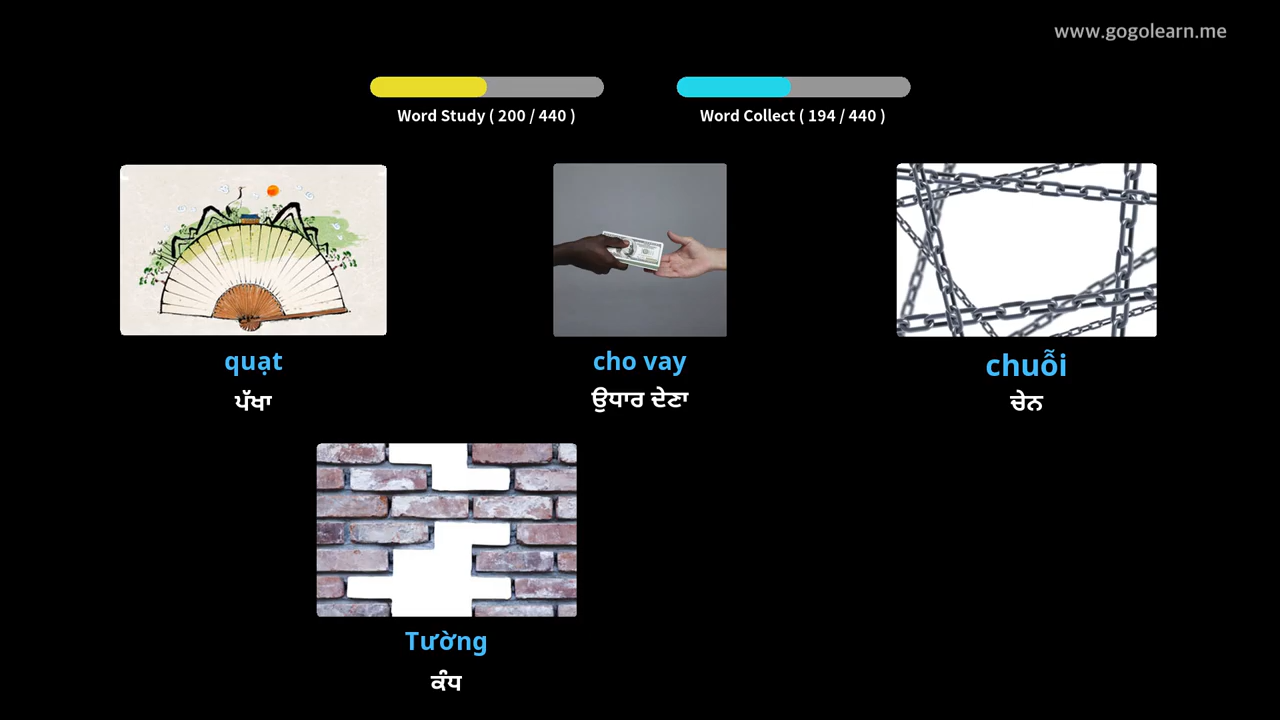 www.gogolearn.me
Word Study ( 200 / 440 )
Word Collect ( 194 / 440 )
quạt
ਪੱਖਾ
cho vay
ਉਧਾਰ ਦੇਣਾ
chuỗi
ਚੇਨ
Tường
ਕੰਧ